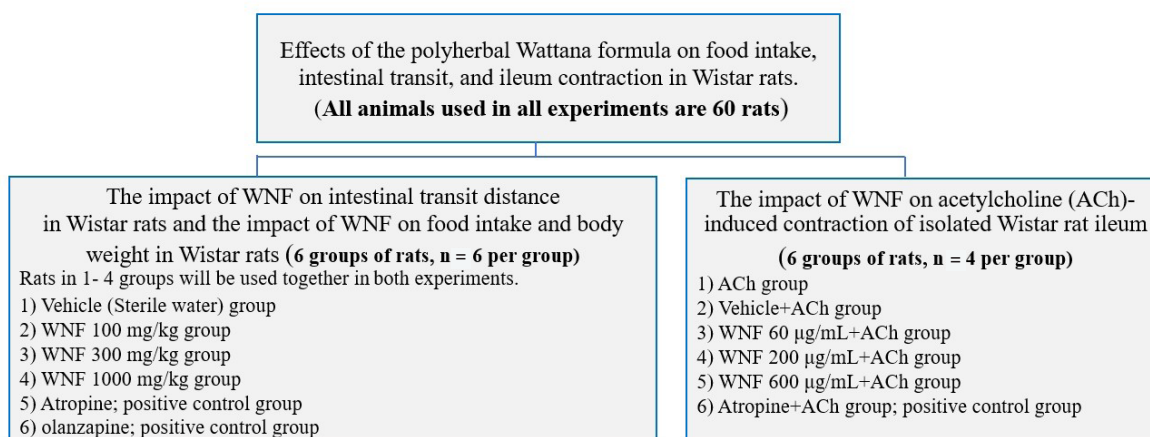 Effects of the polyherbal Wattana formula on food intake,
intestinal transit, and ileum contraction in Wistar rats.
(All animals used in all experiments are 60 rats)
The impact of WNF on intestinal transit distance
in Wistar rats and the impact of WNF on food intake and body
weight in Wistar rats (6 groups of rats, n = 6 per group)
Rats in 1- 4 groups will be used together in both experiments.
1) Vehicle (Sterile water) group
2) WNF 100 mg/kg group
3) WNF 300 mg/kg group
4) WNF 1000 mg/kg group
5) Atropine; positive control group
6) olanzapine; positive control group
The impact of WNF on acetylcholine (ACh)-
induced contraction of isolated Wistar rat ileum
(6 groups of rats, n = 4 per group)
1) ACh group
2) Vehicle+ACh group
3) WNF 60 μg/mL+ACh group
4) WNF 200 μg/mL+ACh group
5) WNF 600 μg/mL+ACh group
6) Atropine+ACh group; positive control group